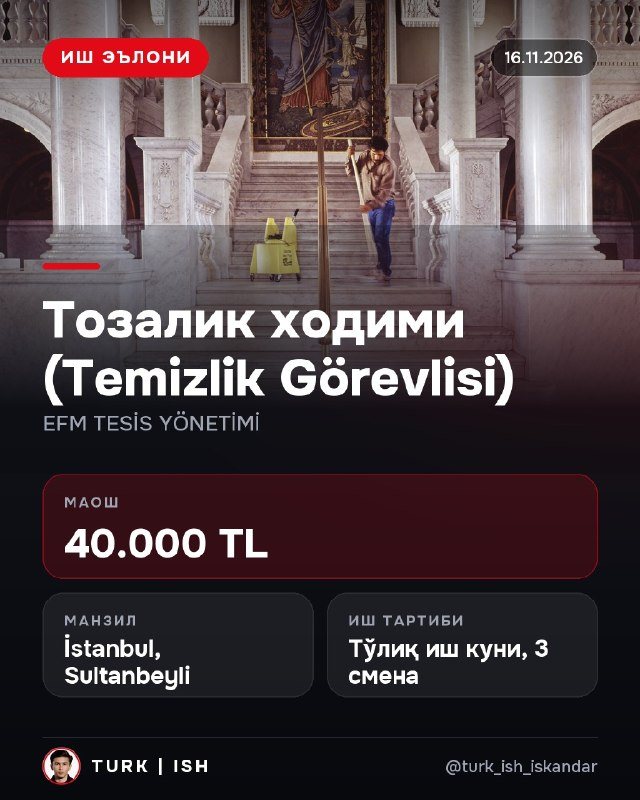 ИШ ЭЪЛОНИ
16.11.2026
Тозалик ходими
(Temizlik Görevlisi)
EFM TESİS YÖNETİMİ
МАОШ
40.000 TL
МАНЗИЛ
İstanbul,
Sultanbeyli
ИШ ТАРТИБИ
Тўлиқ иш куни, 3
смена
TURK | ISH
@turk_ish_iskandar